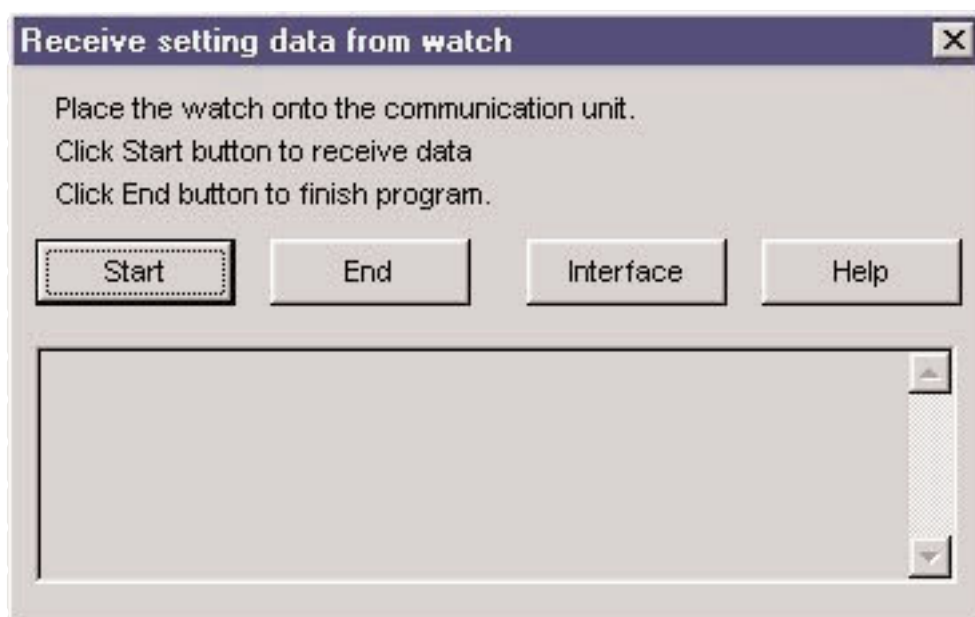 Receive setting data from watch
Place the watch onto the communication unit.
Click Start button to receive data
Click End button to finish program.
Start End Interface Help